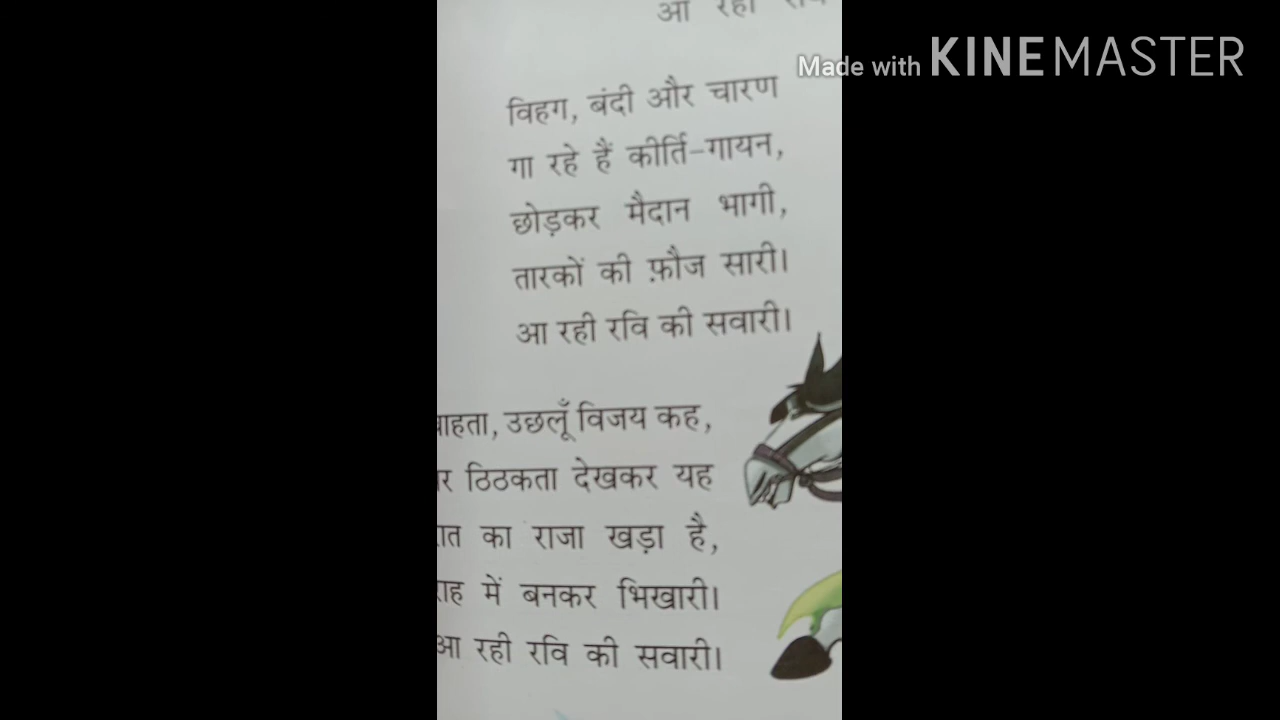 आ रही
Made with KINEMASTER
विहग, बंदी और चारण
गा रहे हैं कीर्ति-गायन,
छोड़कर मैदान भागी,
तारकों की फ़ौज सारी।
आ रही रवि की सवारी।
उछलूँ विजय कह,
ठिठकता देखकर यह
का राजा खड़ा है,
में बनकर भिखारी।
आ रही रवि की सवारी।